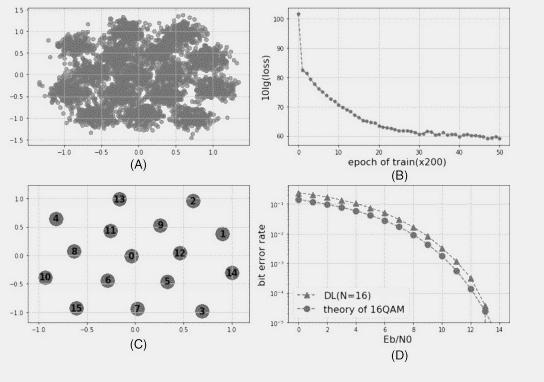 1.5
1.0
0.5
0.0
−0.5
−1.0
−1.5
−1.0 −0.5 0.0 0.5 1.0
(A)
10lg(loss)
100
90
80
70
60
0 10 20 30 40 50
epoch of train(x200)
(B)
1.0
0.5
0.0
−0.5
−1.0
13
2
4
9
11
1
8
12
0
14
10
6
5
15
7
3
−1.0 −0.5 0.0 0.5 1.0
(C)
bit error rate
10⁻¹
10⁻²
10⁻³
10⁻⁴
10⁻⁵
DL(N=16)
theory of 16QAM
0 2 4 6 8 10 12 14
Eb/N0
(D)